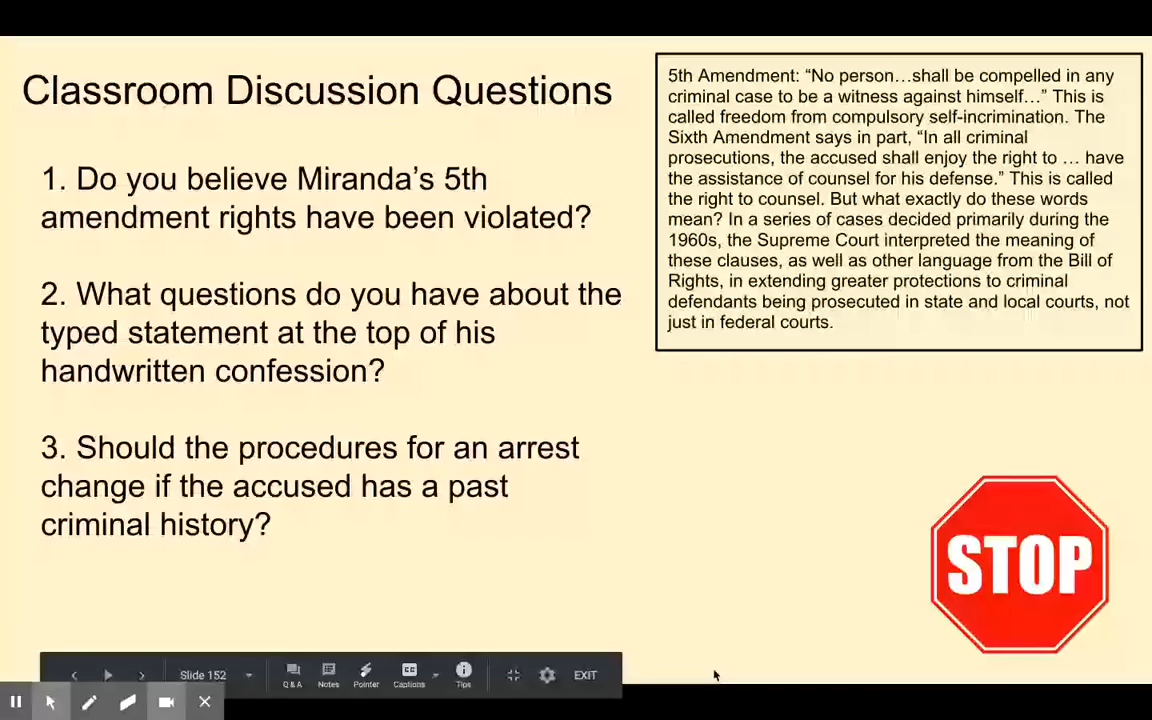 Classroom Discussion Questions
1. Do you believe Miranda’s 5th
amendment rights have been violated?
2. What questions do you have about the
typed statement at the top of his
handwritten confession?
3. Should the procedures for an arrest
change if the accused has a past
criminal history?
5th Amendment: “No person…shall be compelled in any
criminal case to be a witness against himself…” This is
called freedom from compulsory self-incrimination. The
Sixth Amendment says in part, “In all criminal
prosecutions, the accused shall enjoy the right to … have
the assistance of counsel for his defense.” This is called
the right to counsel. But what exactly do these words
mean? In a series of cases decided primarily during the
1960s, the Supreme Court interpreted the meaning of
these clauses, as well as other language from the Bill of
Rights, in extending greater protections to criminal
defendants being prosecuted in state and local courts, not
just in federal courts.
STOP
Slide 152
Q & A
Notes
Pointer
CC
Captions
Tips
EXIT